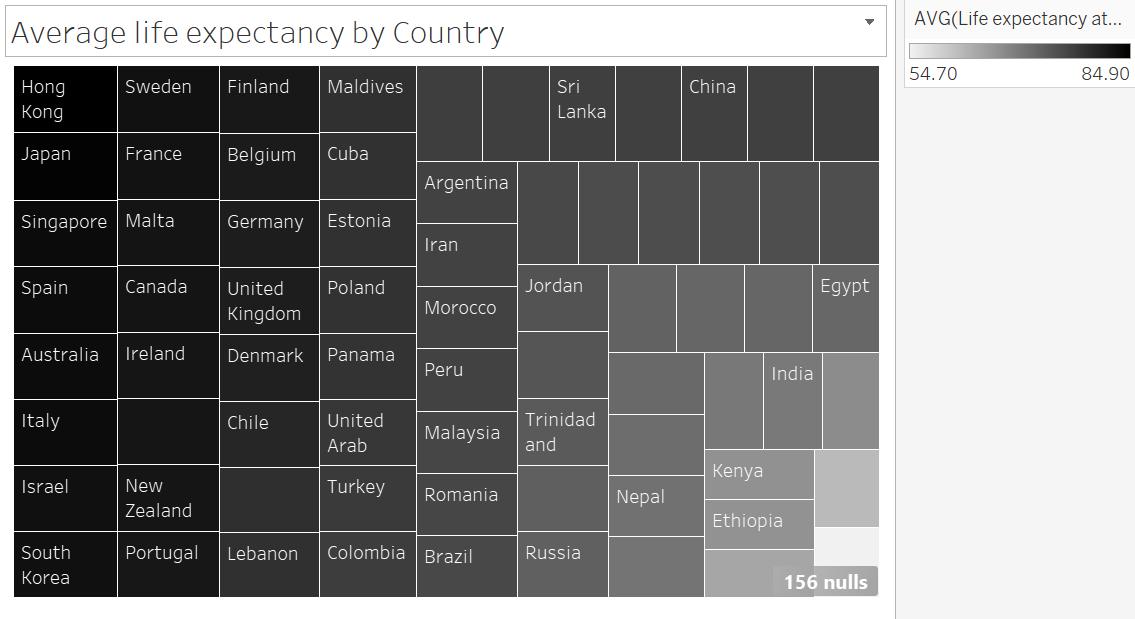 Average life expectancy by Country
AVG(Life expectancy at...
54.70
84.90
Hong
Kong
Japan
Singapore
Spain
Australia
Italy
Israel
South
Korea
Sweden
France
Malta
Canada
Ireland
New
Zealand
Portugal
Finland
Belgium
Germany
United
Kingdom
Denmark
Chile
Lebanon
Maldives
Cuba
Estonia
Poland
Panama
United
Arab
Turkey
Colombia
Sri
Lanka
China
Argentina
Iran
Morocco
Peru
Malaysia
Romania
Brazil
Jordan
Trinidad
and
Russia
Egypt
Nepal
India
Kenya
Ethiopia
156 nulls